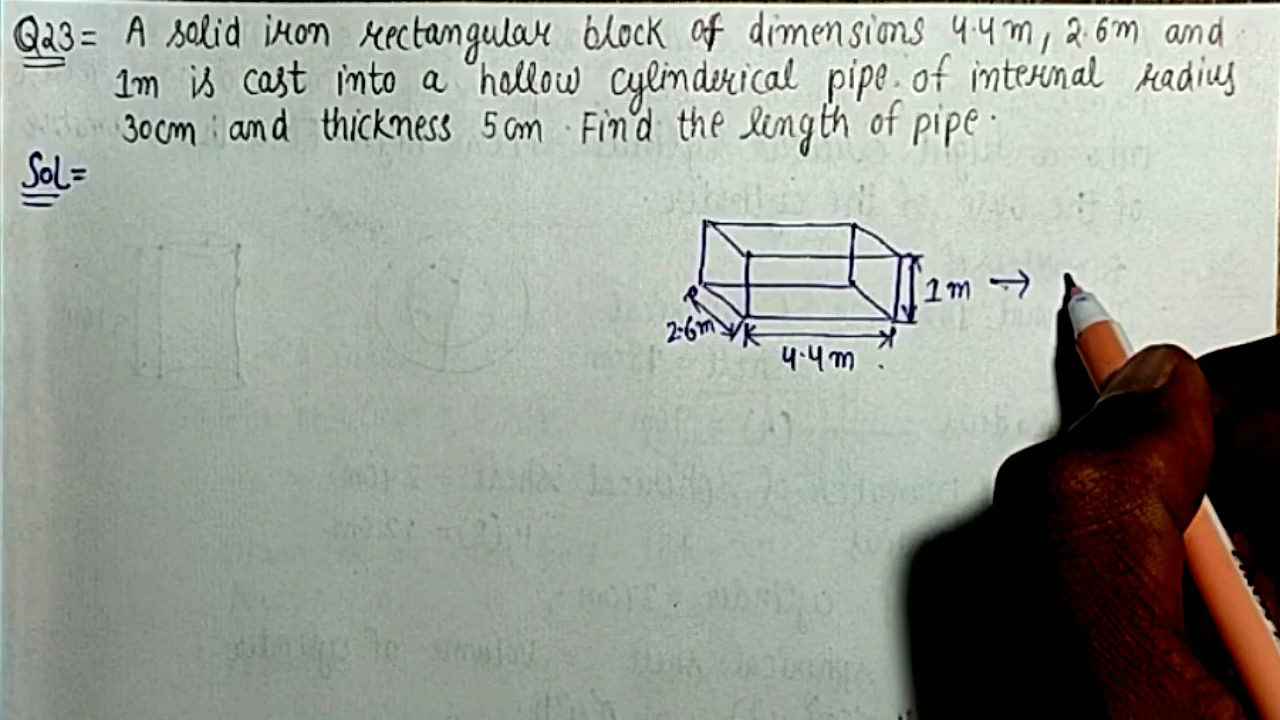 Q23= A solid iron rectangular block of dimensions 4.4m, 2.6m and
1m is cast into a hollow cylinderical pipe of internal radius
30cm and thickness 5cm. Find the length of pipe.
Sol=
1m →
2.6m
4.4m